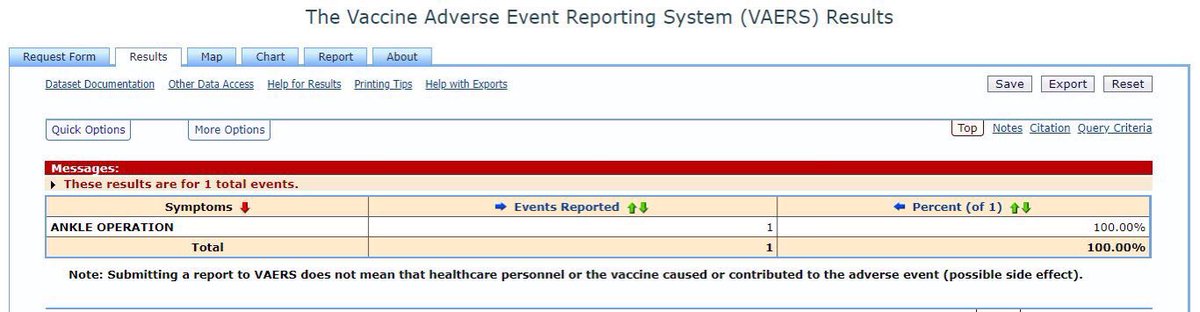 The Vaccine Adverse Event Reporting System (VAERS) Results
Request Form Results Map Chart Report About
Dataset Documentation Other Data Access Help for Results Printing Tips Help with Exports Save Export Reset
Quick Options More Options Top Notes Citation Query Criteria
Messages:
These results are for 1 total events.
Symptoms Events Reported Percent (of 1)
ANKLE OPERATION 1 100.00%
Total 1 100.00%
Note: Submitting a report to VAERS does not mean that healthcare personnel or the vaccine caused or contributed to the adverse event (possible side effect).